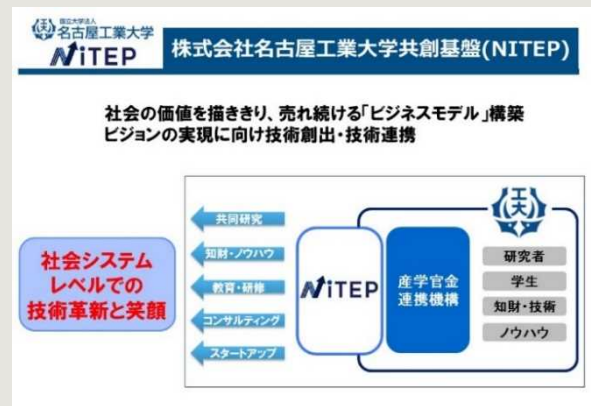 国立大学法人
名古屋工業大学
NiTEP
株式会社名古屋工業大学共創基盤(NITEP)
社会の価値を描ききり、売れ続ける「ビジネスモデル」構築
ビジョンの実現に向け技術創出・技術連携
社会システム
レベルでの
技術革新と笑顔
共同研究
知財・ノウハウ
教育・研修
コンサルティング
スタートアップ
NiTEP
産学官金
連携機構
工大
研究者
学生
知財・技術
ノウハウ